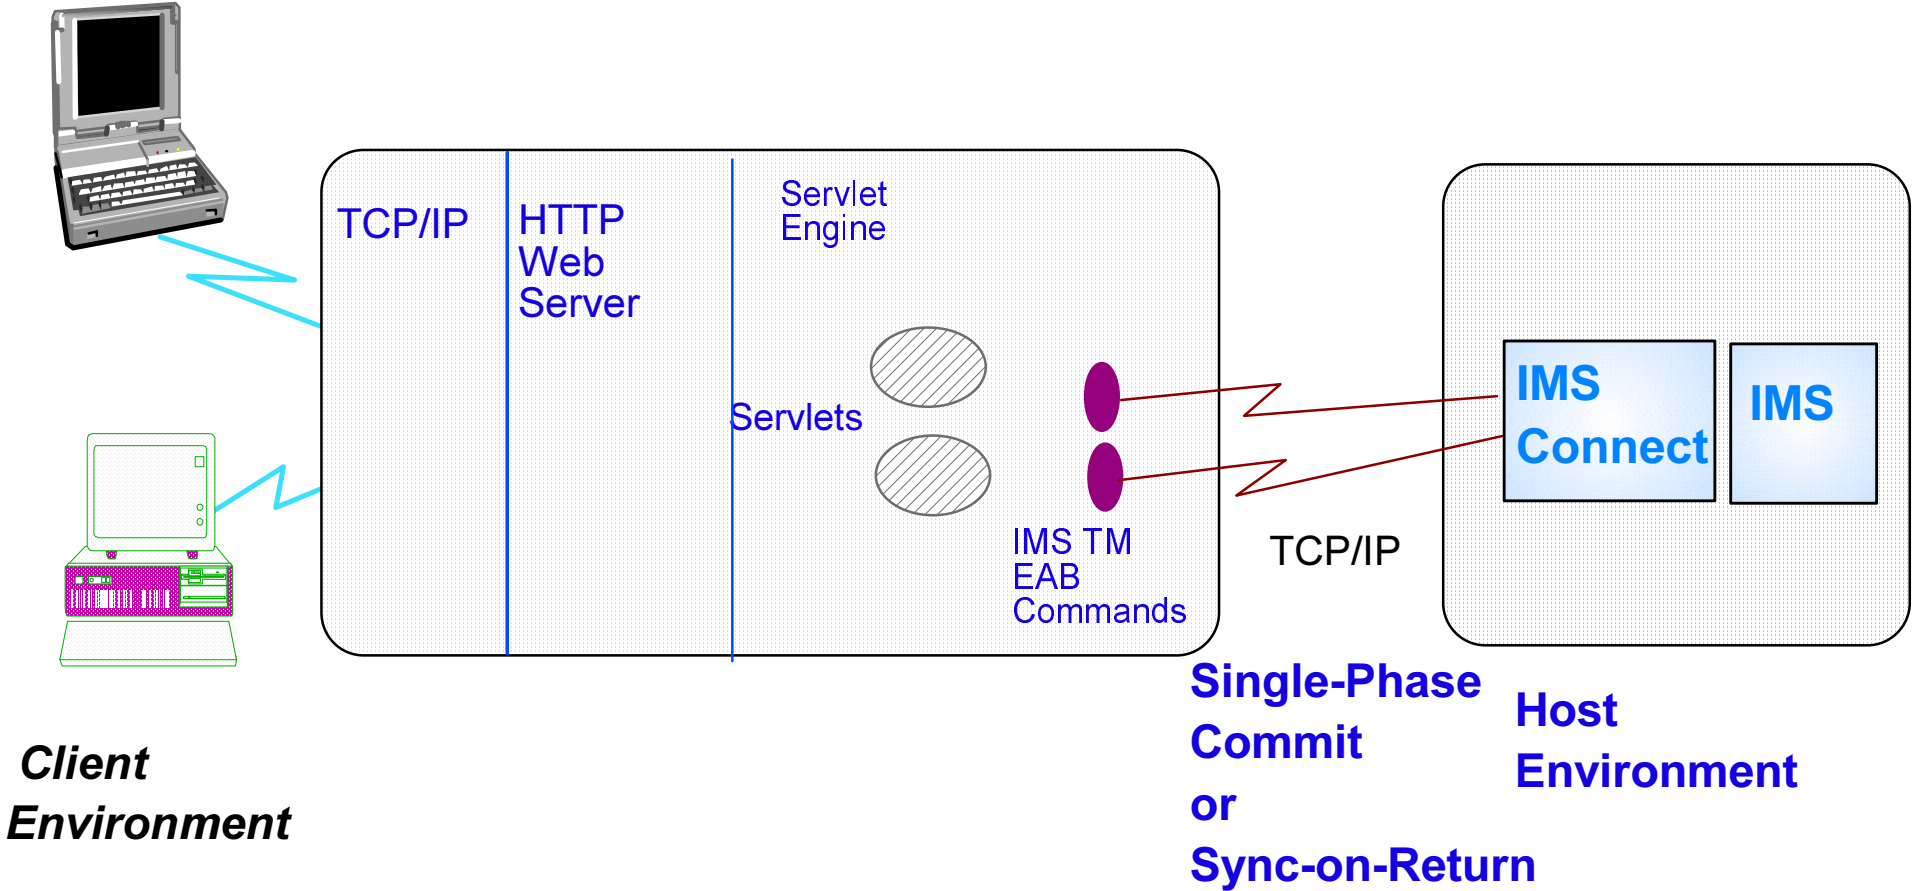 TCP/IP
HTTP
Web
Server
Servlet
Engine
Servlets
IMS TM
EAB
Commands
TCP/IP
IMS
Connect
IMS
Single-Phase
Commit
or
Sync-on-Return
Host
Environment
Client
Environment